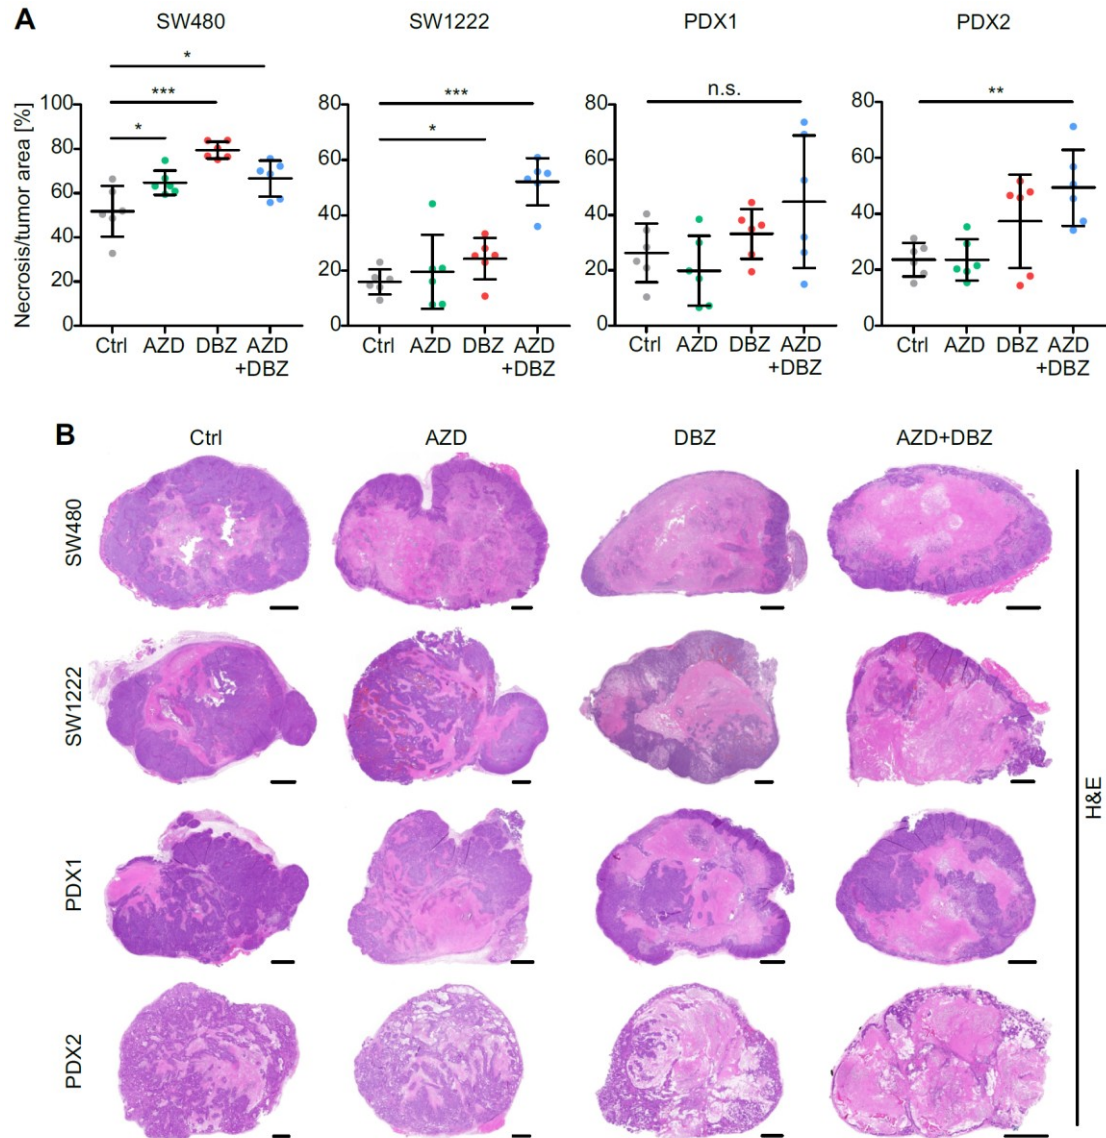 A
SW480
SW1222
PDX1
PDX2
Necrosis/tumor area [%]
100
80
60
40
20
0
*
***
*
Ctrl
AZD
DBZ
AZD
+DBZ
80
60
40
20
0
***
*
Ctrl
AZD
DBZ
AZD
+DBZ
80
60
40
20
0
n.s.
Ctrl
AZD
DBZ
AZD
+DBZ
80
60
40
20
0
**
Ctrl
AZD
DBZ
AZD
+DBZ
B
Ctrl
AZD
DBZ
AZD+DBZ
SW480
SW1222
PDX1
PDX2
H&E